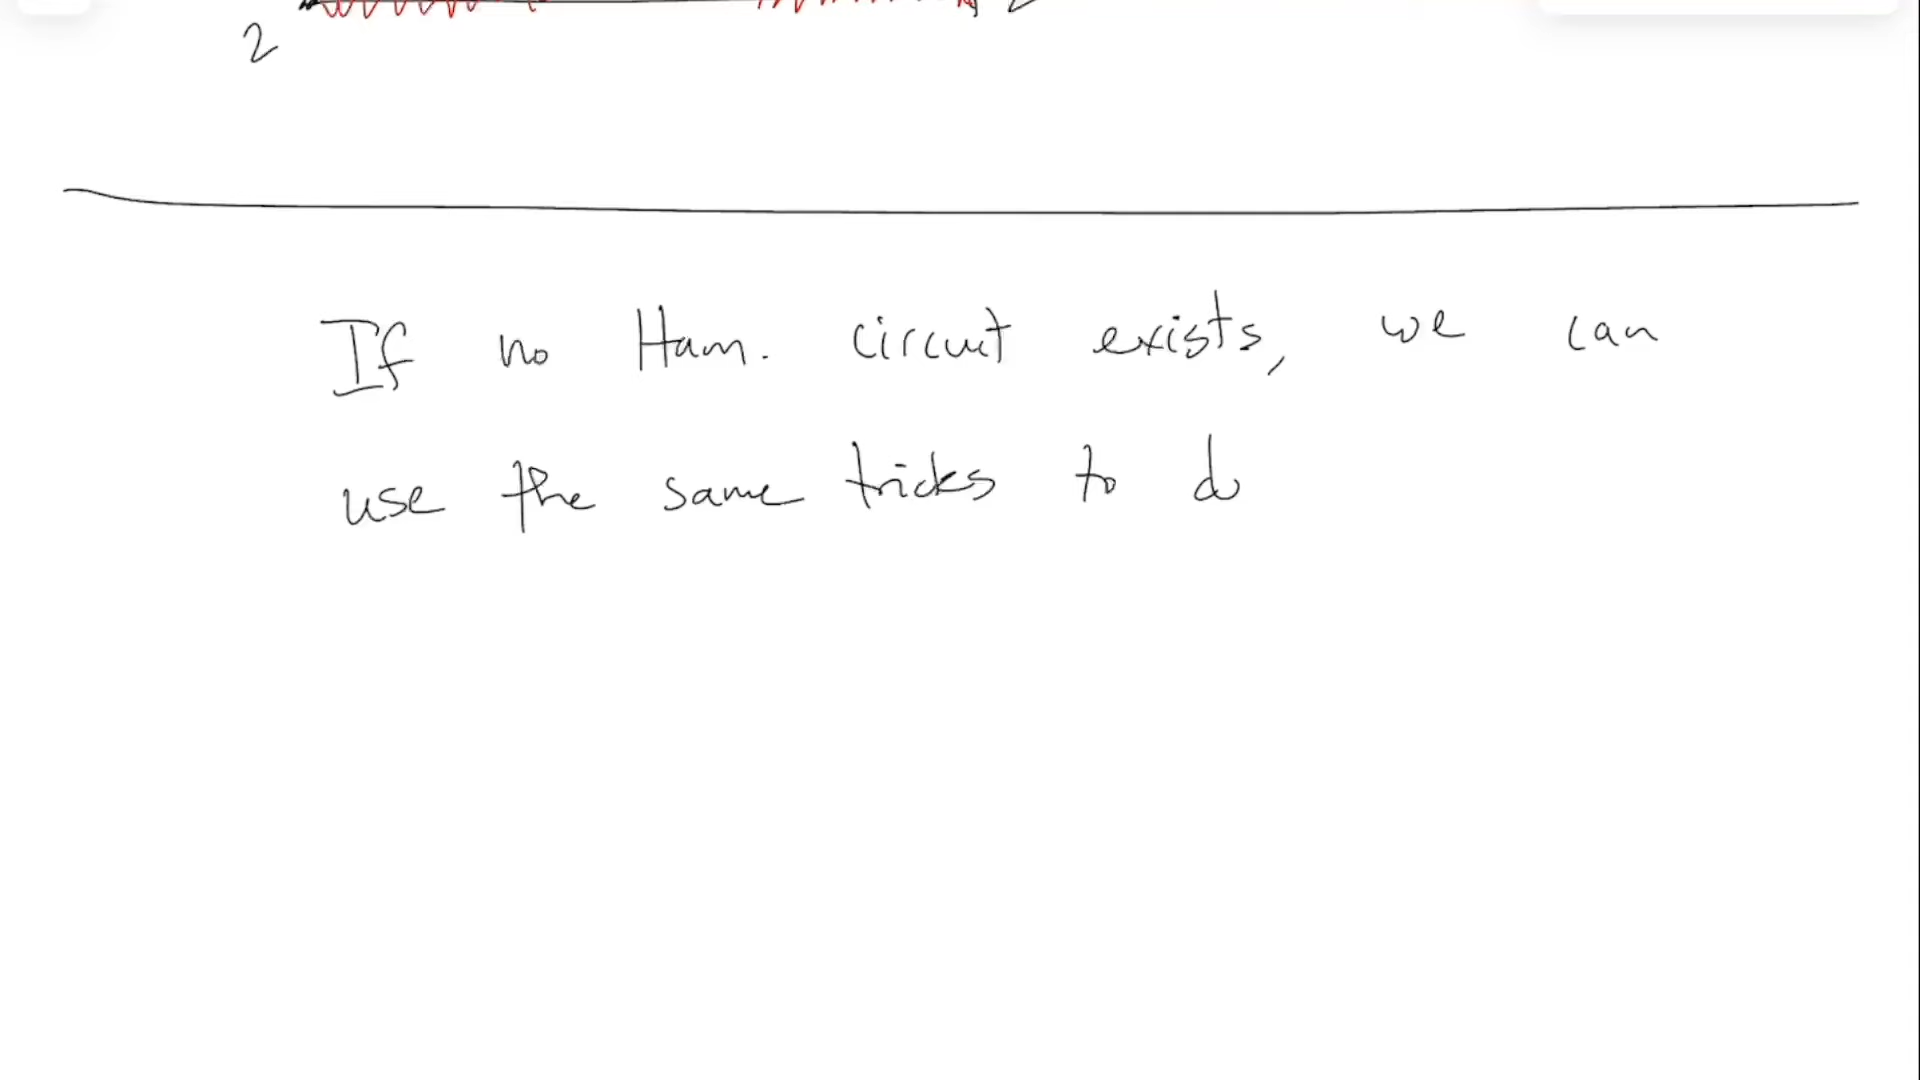 2
If no Ham. circuit exists, we can
use the same tricks to do